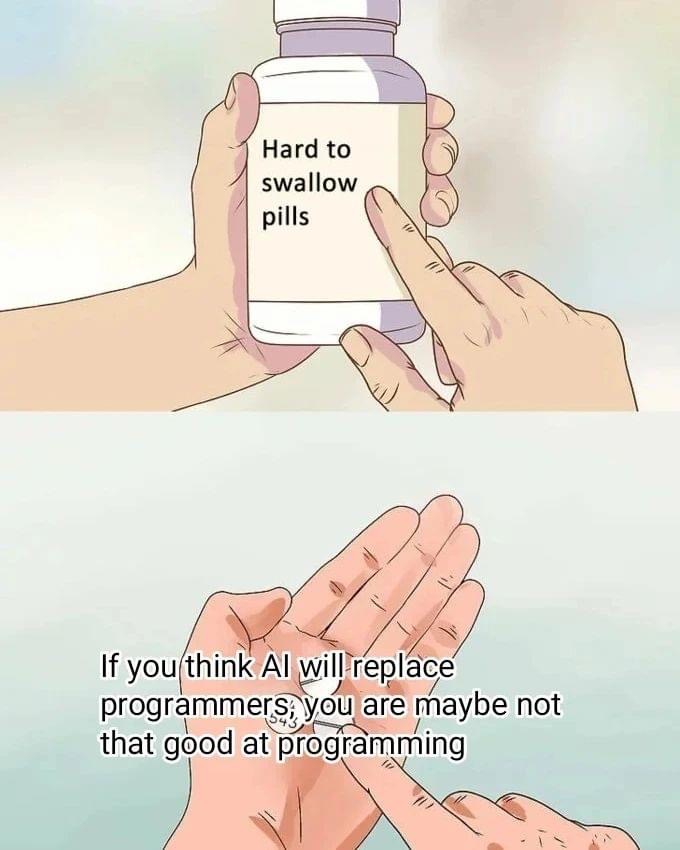 Hard to
swallow
pills
If you think AI will replace
programmers, you are maybe not
that good at programming